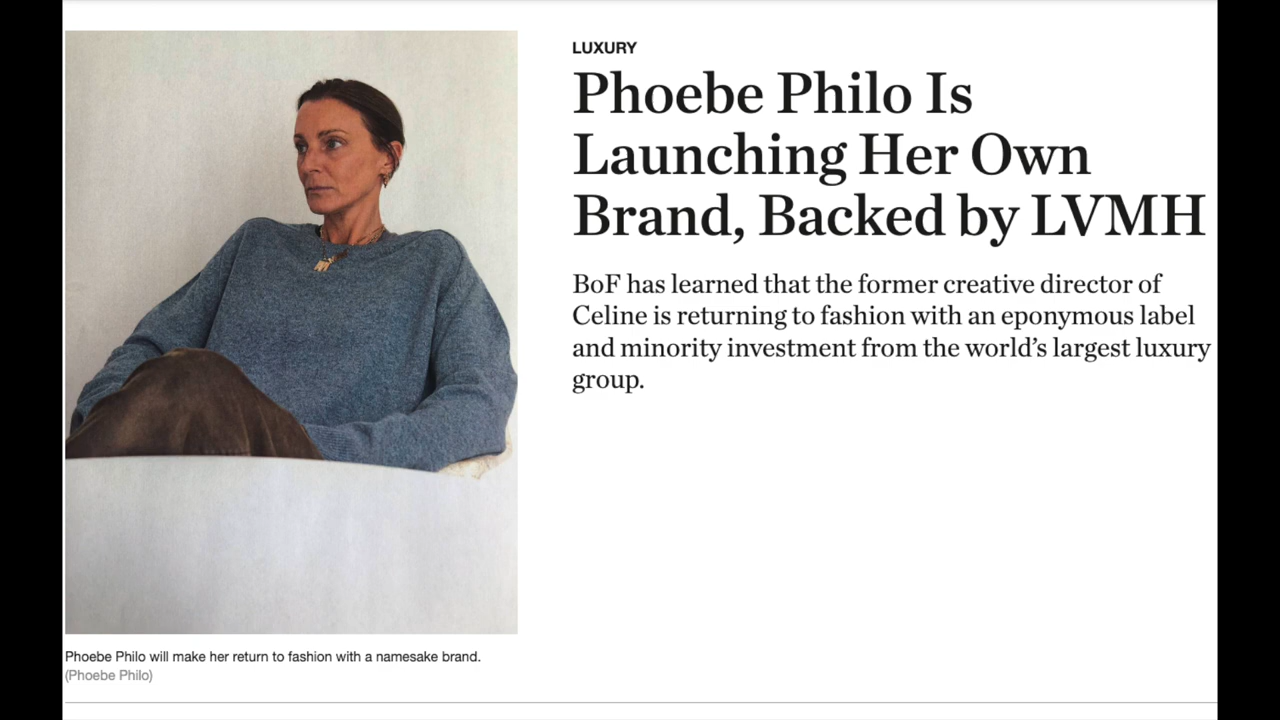 LUXURY
Phoebe Philo Is
Launching Her Own
Brand, Backed by LVMH
BoF has learned that the former creative director of
Celine is returning to fashion with an eponymous label
and minority investment from the world’s largest luxury
group.
Phoebe Philo will make her return to fashion with a namesake brand.
(Phoebe Philo)